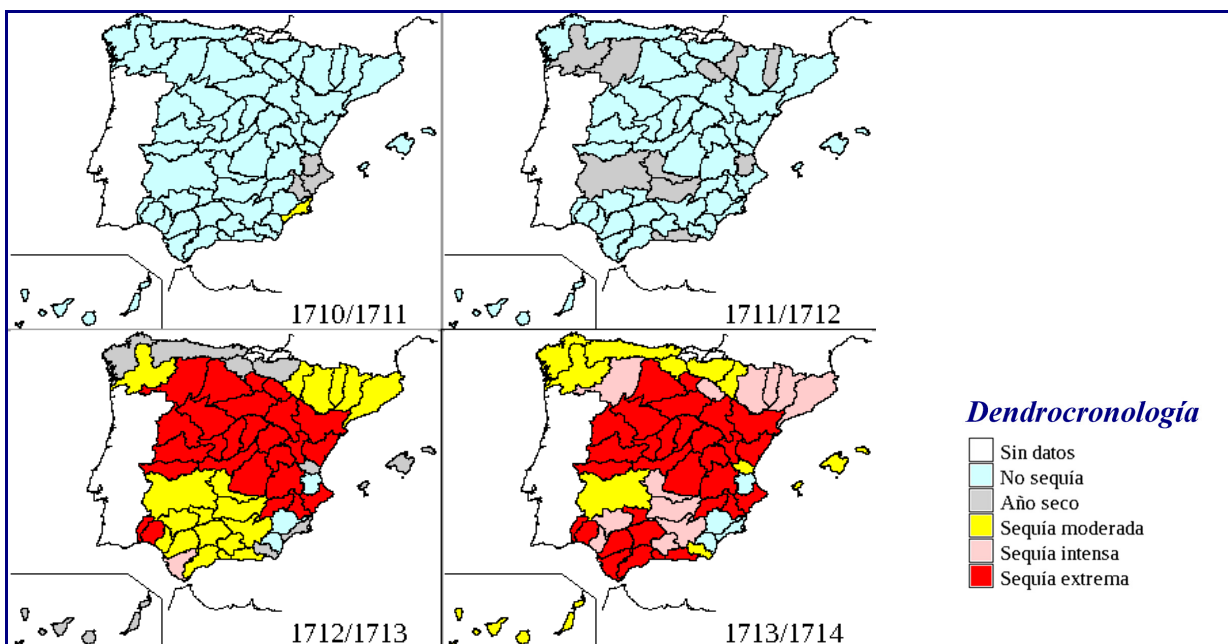 1710/1711
1711/1712
1712/1713
1713/1714
Dendrocronología
Sin datos
No sequía
Año seco
Sequía moderada
Sequía intensa
Sequía extrema